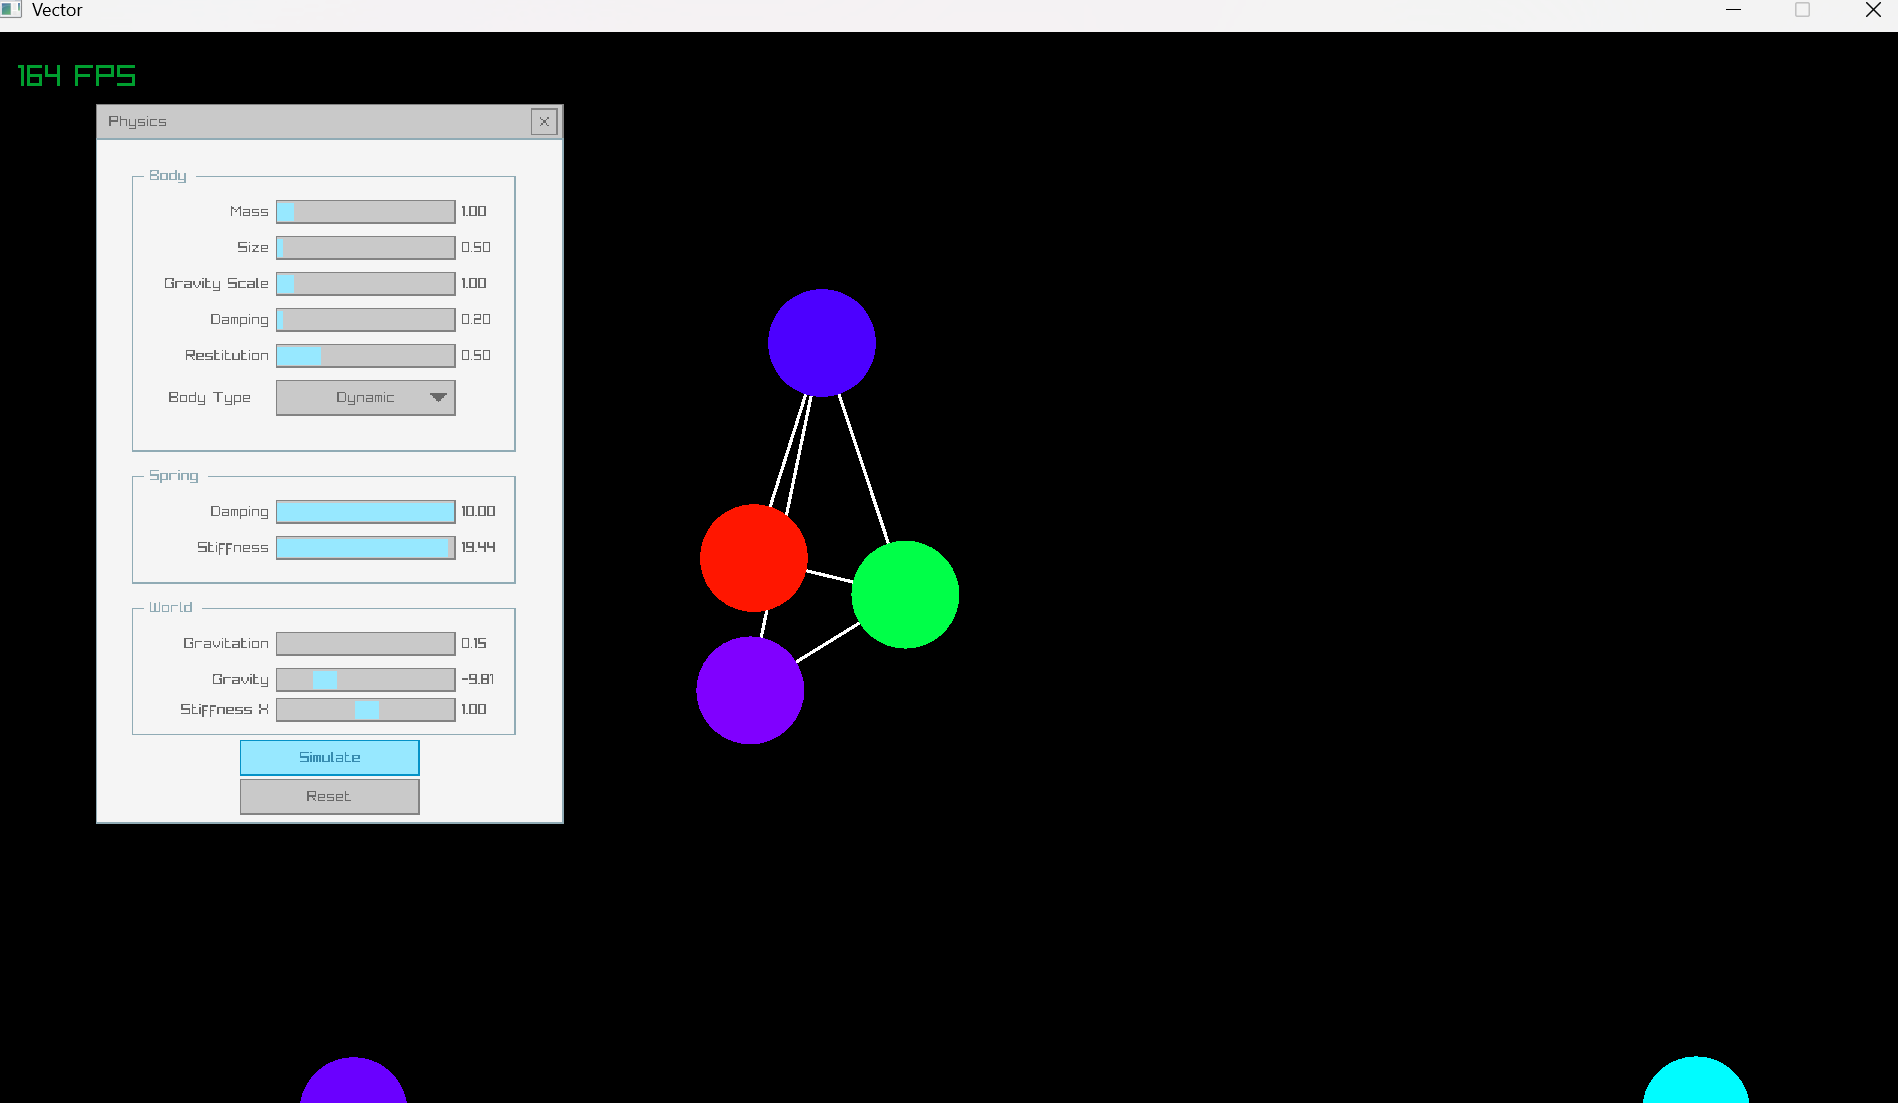 Vector
164 FPS
Physics
Body
Mass 1.00
Size 0.50
Gravity Scale 1.00
Damping 0.20
Restitution 0.50
Body Type Dynamic
Spring
Damping 10.00
Stiffness 19.44
World
Gravitation 0.15
Gravity -9.81
Stiffness X 1.00
Simulate
Reset